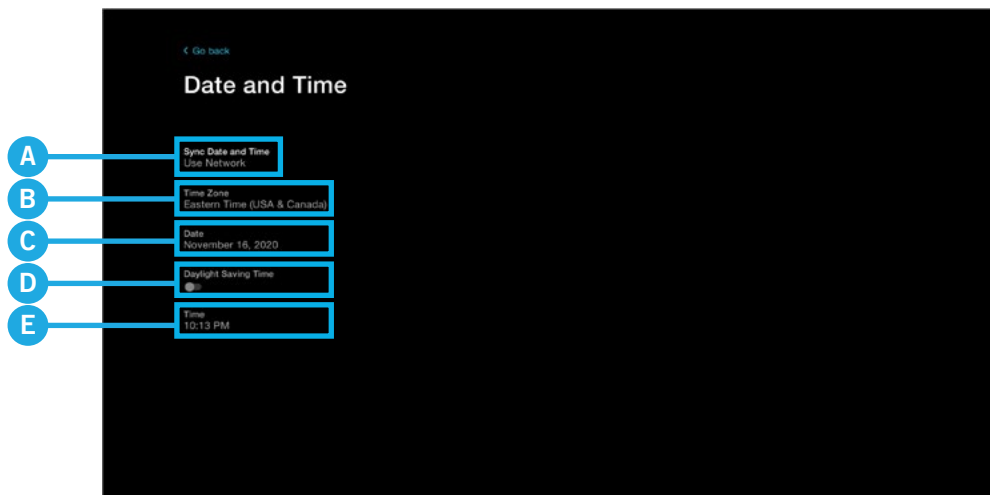 Go back
Date and Time
A
Sync Date and Time
Use Network
B
Time Zone
Eastern Time (USA & Canada)
C
Date
November 16, 2020
D
Daylight Saving Time
E
Time
10:13 PM